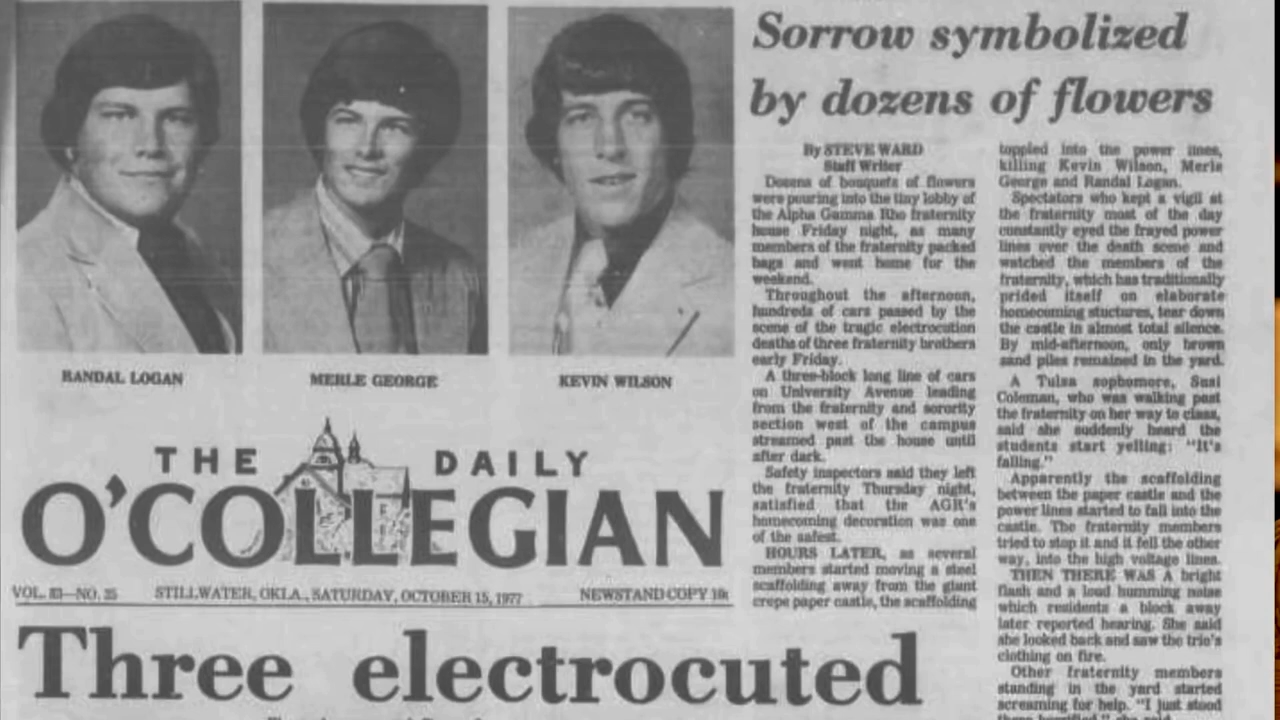 RANDAL LOGAN
MERLE GEORGE
KEVIN WILSON
THE DAILY
O'COLLEGIAN
VOL. 83—NO. 35 STILLWATER, OKLA., SATURDAY, OCTOBER 15, 1977 NEWSTAND COPY 10¢
Three electrocuted
Sorrow symbolized
by dozens of flowers
By STEVE WARD
Staff Writer
Dozens of bouquets of flowers
were pouring into the tiny lobby of
the Alpha Gamma Rho fraternity
house Friday night, as many
members of the fraternity packed
bags and went home for the
weekend.
Throughout the afternoon,
hundreds of cars passed by the
scene of the tragic electrocution
deaths of three fraternity brothers
early Friday.
A three-block long line of cars
on University Avenue leading
from the fraternity and sorority
section west of the campus
streamed past the house until
after dark.
Safety inspectors said they left
the fraternity Thursday night,
satisfied that the AGR's
homecoming decoration was one
of the safest.
HOURS LATER, as several
members started moving a steel
scaffolding away from the giant
crepe paper castle, the scaffolding
toppled into the power lines,
killing Kevin Wilson, Merle
George and Randal Logan.
Spectators who kept a vigil at
the fraternity most of the day
constantly eyed the frayed power
lines over the death scene and
watched the members of the
fraternity, which has traditionally
prided itself on elaborate
homecoming stuctures, tear down
the castle in almost total silence.
By mid-afternoon, only brown
sand piles remained in the yard.
A Tulsa sophomore, Susi
Coleman, who was walking past
the fraternity on her way to class,
said she suddenly heard the
students start yelling: "It's
falling."
Apparently the scaffolding
between the paper castle and the
power lines started to fall into the
castle. The fraternity members
tried to stop it and it fell the other
way, into the high voltage lines.
THEN THERE WAS A bright
flash and a loud humming noise
which residents a block away
later reported hearing. She said
she looked back and saw the trio's
clothing on fire.
Other fraternity members
standing in the yard started
screaming for help. "I just stood